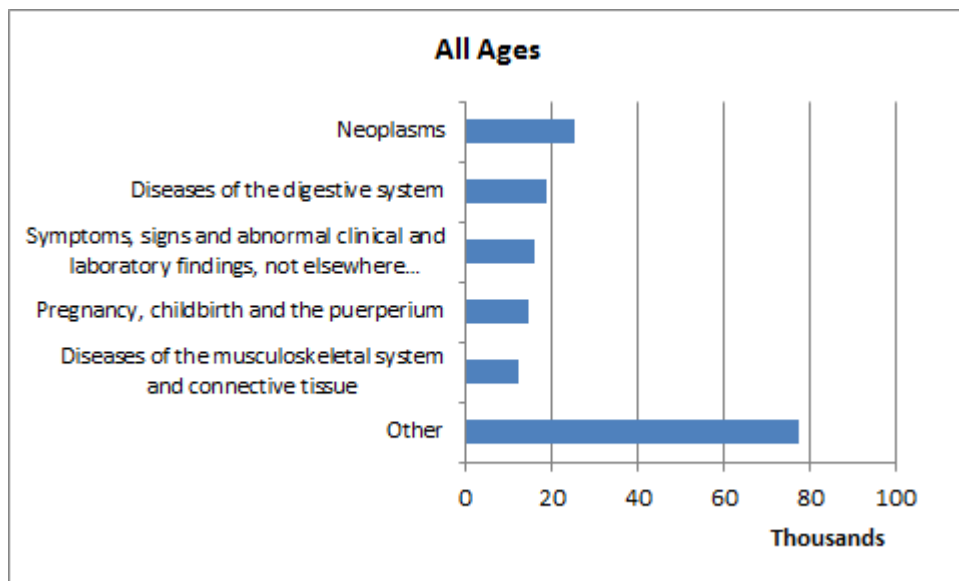 All Ages
Neoplasms
Diseases of the digestive system
Symptoms, signs and abnormal clinical and
laboratory findings, not elsewhere...
Pregnancy, childbirth and the puerperium
Diseases of the musculoskeletal system
and connective tissue
Other
0 20 40 60 80 100
Thousands